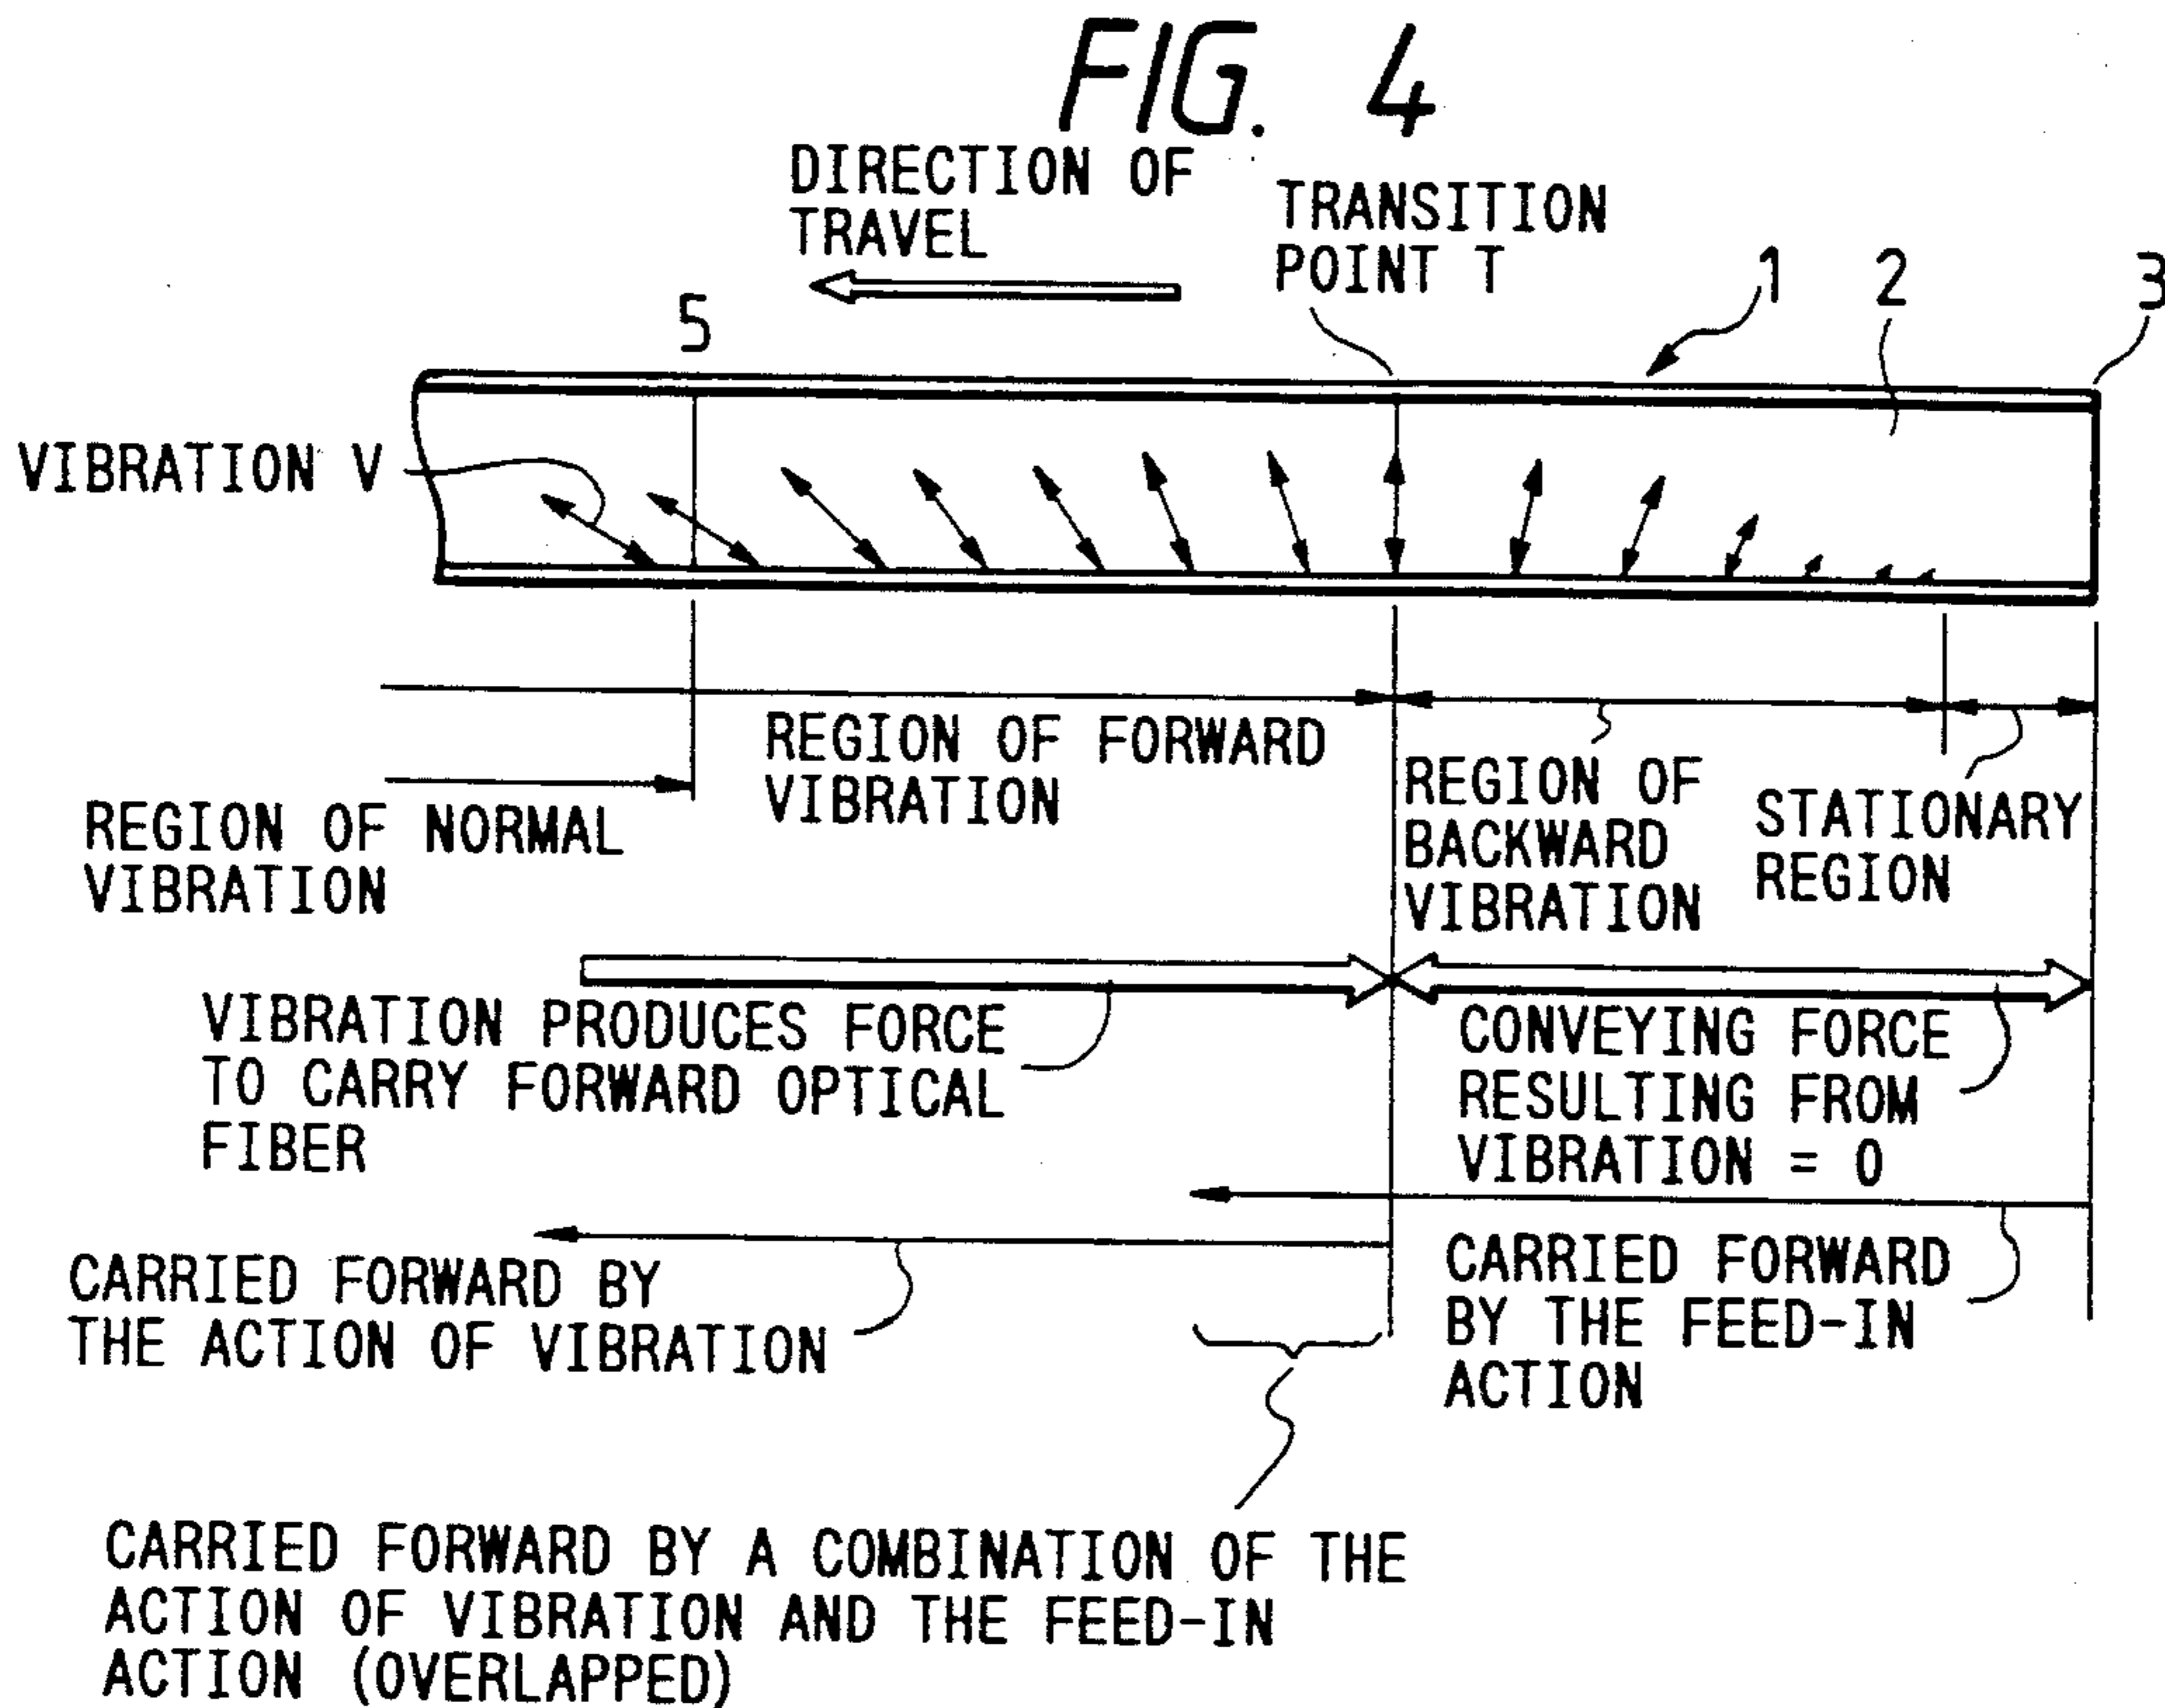 FIG. 4
DIRECTION OF
TRAVEL
TRANSITION
POINT T
1
2
3
5
VIBRATION V
REGION OF FORWARD
VIBRATION
REGION OF NORMAL
VIBRATION
REGION OF
BACKWARD
VIBRATION
STATIONARY
REGION
VIBRATION PRODUCES FORCE
TO CARRY FORWARD OPTICAL
FIBER
CONVEYING FORCE
RESULTING FROM
VIBRATION = 0
CARRIED FORWARD BY
THE ACTION OF VIBRATION
CARRIED FORWARD
BY THE FEED-IN
ACTION
CARRIED FORWARD BY A COMBINATION OF THE
ACTION OF VIBRATION AND THE FEED-IN
ACTION (OVERLAPPED)